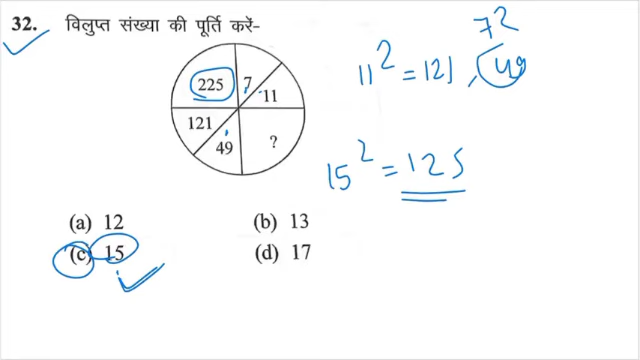 32. विलुप्त संख्या की पूर्ति करें-
7²
11² = 121, 49
225
7
11
121
49
?
15² = 125
(a) 12
(b) 13
(c) 15
(d) 17